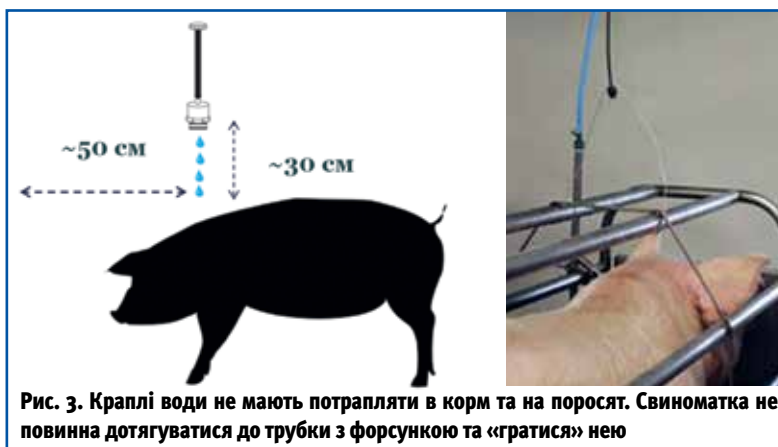 ~50 см
~30 см
Рис. 3. Краплі води не мають потрапляти в корм та на поросят. Свиноматка не
повинна дотягуватися до трубки з форсункою та «гратися» нею